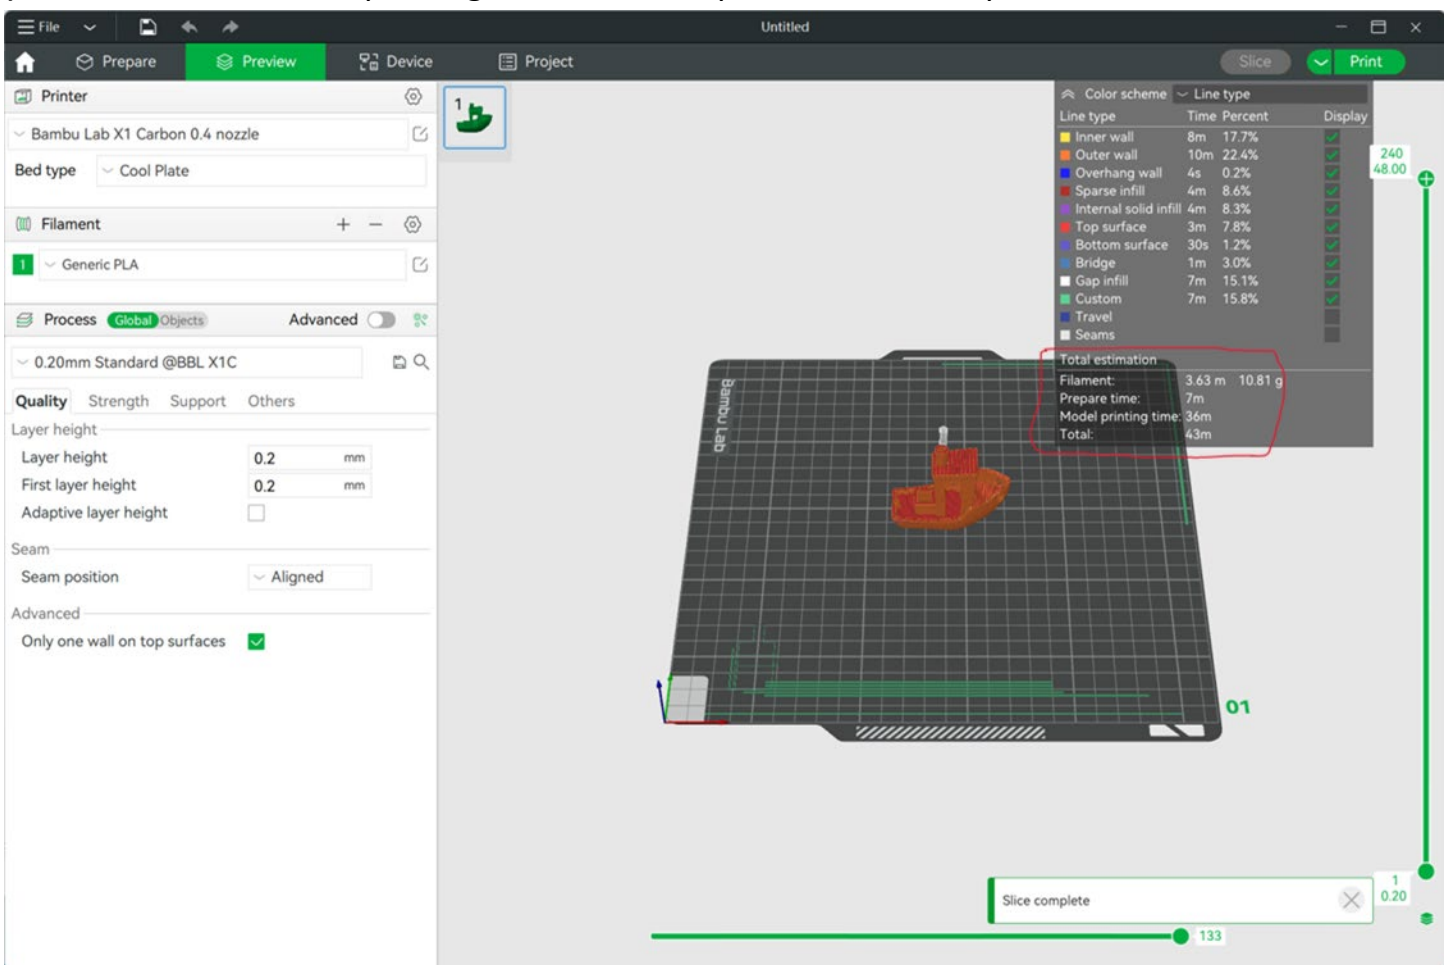 File
Untitled
Prepare
Preview
Device
Project
Slice
Print
Printer
Bambu Lab X1 Carbon 0.4 nozzle
Bed type
Cool Plate
Filament
1
Generic PLA
Process Global Objects Advanced
0.20mm Standard @BBL X1C
Quality Strength Support Others
Layer height
Layer height 0.2 mm
First layer height 0.2 mm
Adaptive layer height
Seam
Seam position Aligned
Advanced
Only one wall on top surfaces
1
Color scheme Line type
Line type Time Percent Display
Inner wall 8m 17.7%
Outer wall 10m 22.4%
Overhang wall 4s 0.2%
Sparse infill 4m 8.6%
Internal solid infill 4m 8.3%
Top surface 3m 7.8%
Bottom surface 30s 1.2%
Bridge 1m 3.0%
Gap infill 7m 15.1%
Custom 7m 15.8%
Travel
Seams
Total estimation
Filament: 3.63 m 10.81 g
Prepare time: 7m
Model printing time: 36m
Total: 43m
240
48.00
Bambu Lab
01
Slice complete
1
0.20
133